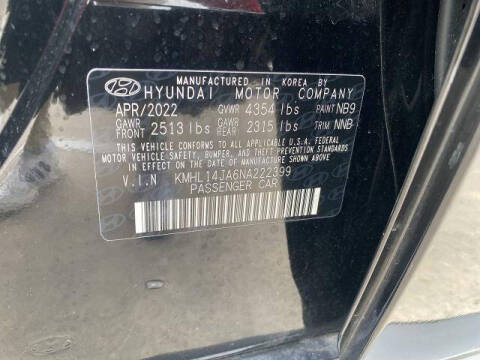 MANUFACTURED IN KOREA BY
HYUNDAI MOTOR COMPANY
APR/2022 GVWR 4354 lbs PAINT NB9
GAWR FRONT 2513 lbs GAWR REAR 2315 lbs TRIM NNB
THIS VEHICLE CONFORMS TO ALL APPLICABLE U.S.A. FEDERAL
MOTOR VEHICLE SAFETY, BUMPER, AND THEFT PREVENTION STANDARDS
IN EFFECT ON THE DATE OF MANUFACTURE SHOWN ABOVE.
V.I.N KMHL14JA6NA222399
PASSENGER CAR